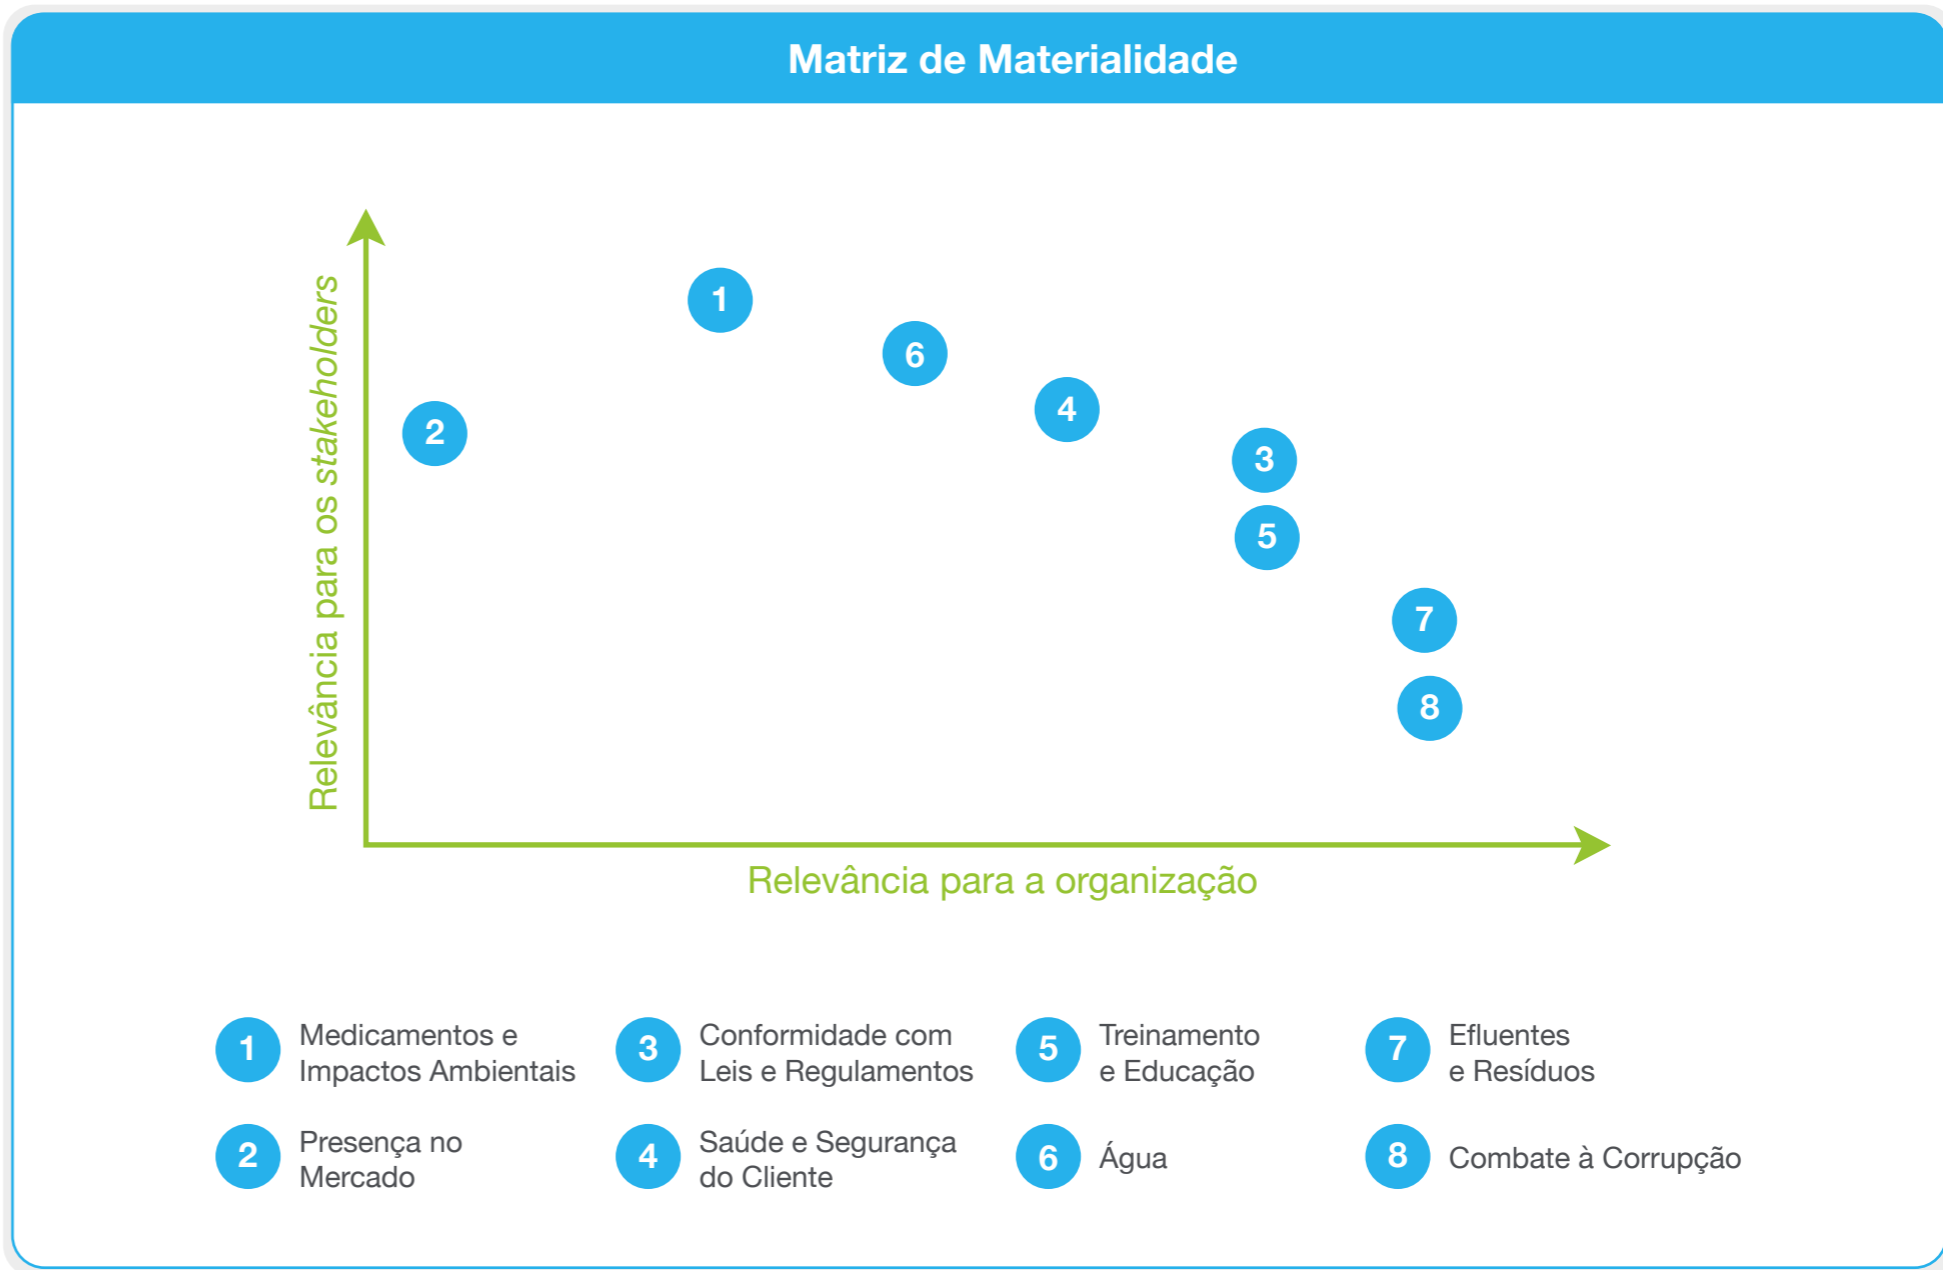 Matriz de Materialidade
Relevância para os stakeholders
1
6
4
2
3
5
7
8
Relevância para a organização
1 Medicamentos e
Impactos Ambientais
2 Presença no
Mercado
3 Conformidade com
Leis e Regulamentos
4 Saúde e Segurança
do Cliente
5 Treinamento
e Educação
6 Água
7 Efluentes
e Resíduos
8 Combate à Corrupção